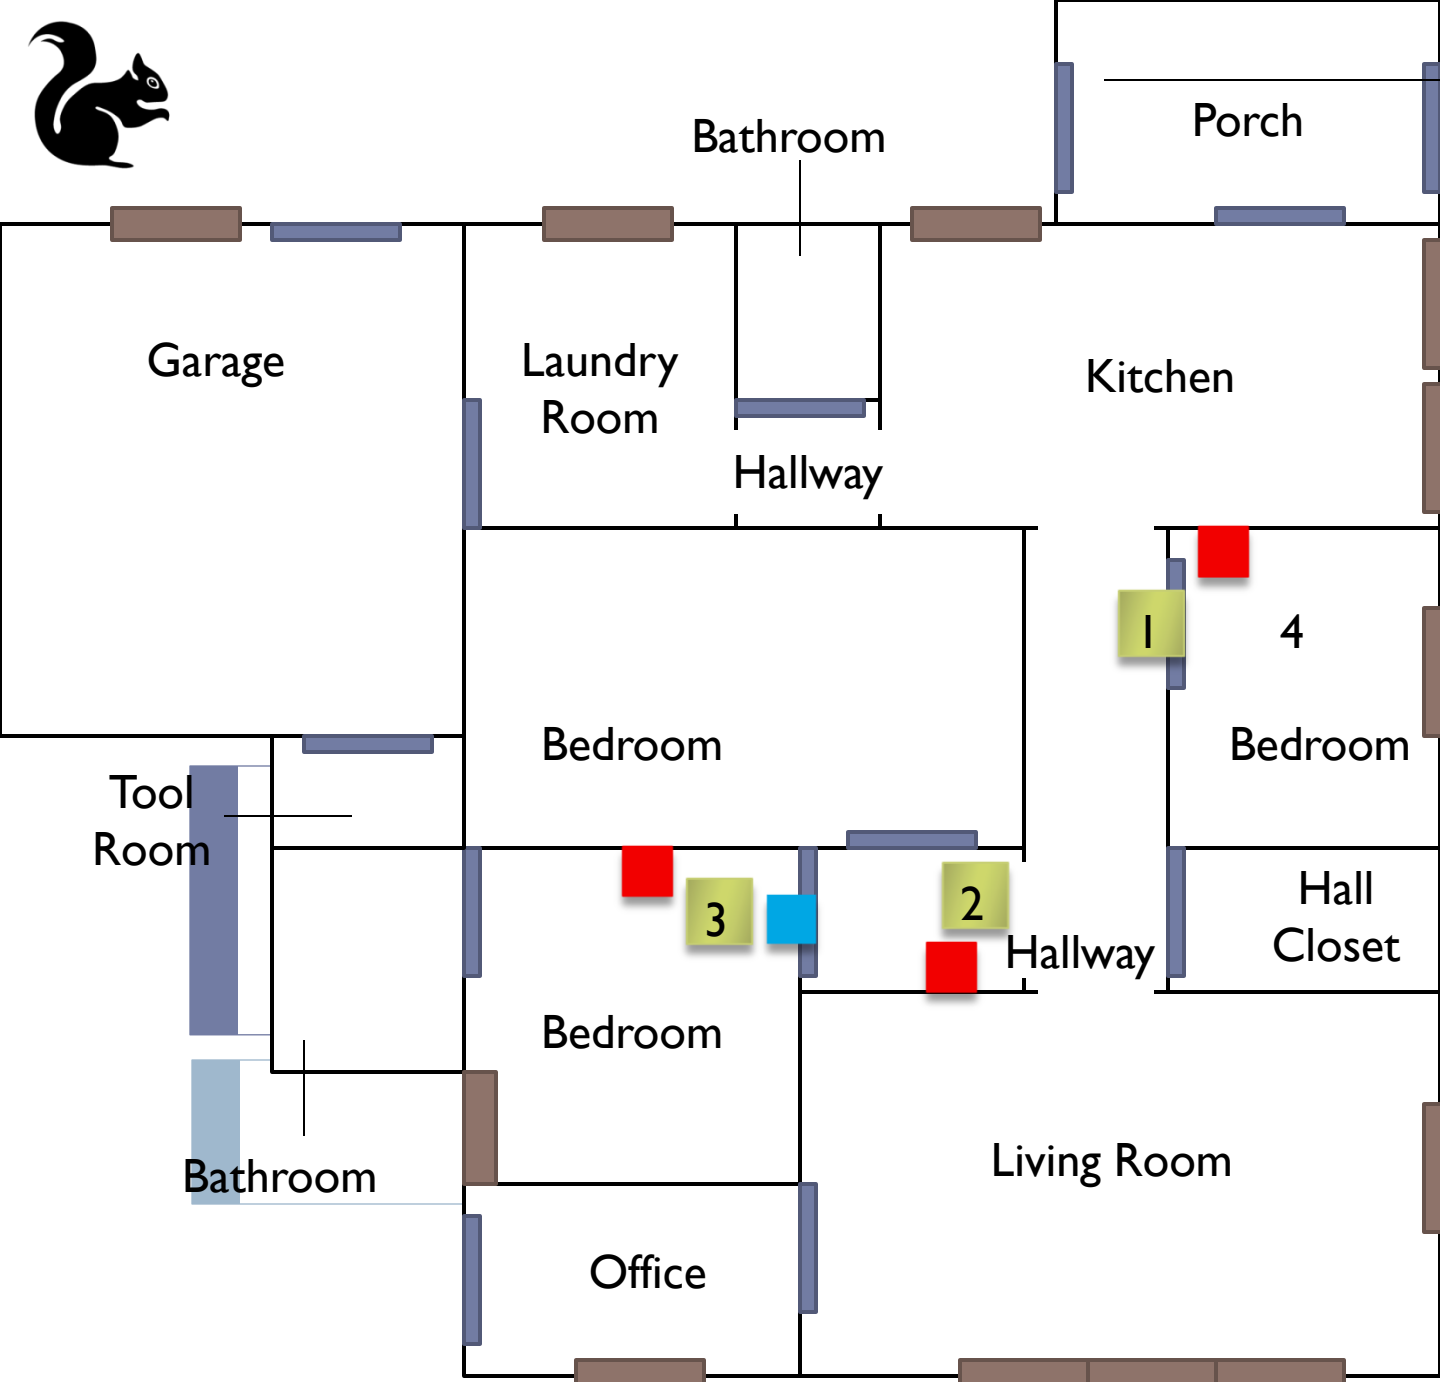 Porch
Bathroom
Garage
Laundry
Room
Kitchen
Hallway
1
4
Bedroom
Bedroom
Tool
Room
3
2
Hall
Closet
Hallway
Bedroom
Living Room
Bathroom
Office